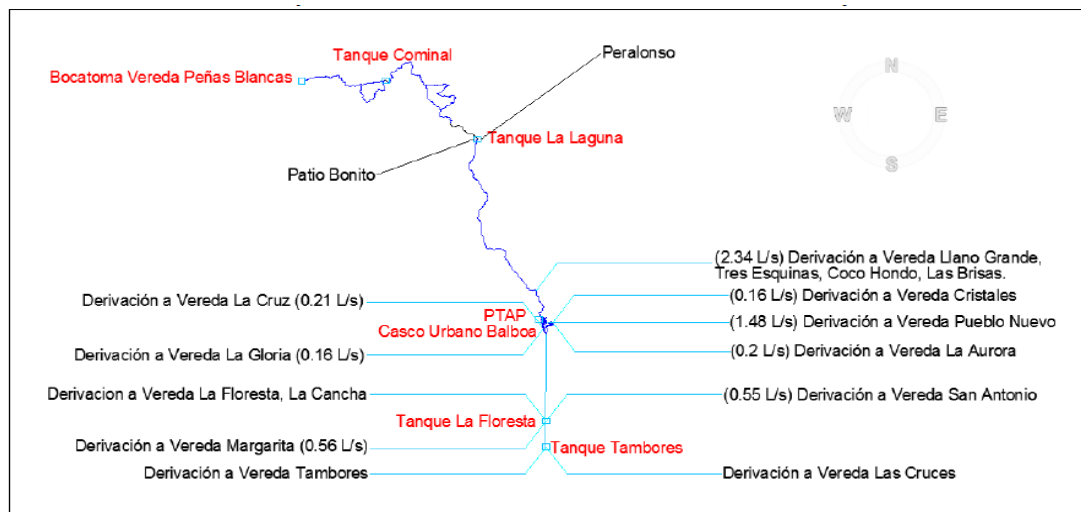 Tanque Cominal
Peralonso
Bocatoma Vereda Peñas Blancas
N
W
E
S
Tanque La Laguna
Patio Bonito
(2.34 L/s) Derivación a Vereda Llano Grande,
Tres Esquinas, Coco Hondo, Las Brisas.
Derivación a Vereda La Cruz (0.21 L/s)
(0.16 L/s) Derivación a Vereda Cristales
PTAP
Casco Urbano Balboa
(1.48 L/s) Derivación a Vereda Pueblo Nuevo
Derivación a Vereda La Gloria (0.16 L/s)
(0.2 L/s) Derivación a Vereda La Aurora
Derivacion a Vereda La Floresta, La Cancha
(0.55 L/s) Derivación a Vereda San Antonio
Tanque La Floresta
Derivación a Vereda Margarita (0.56 L/s)
Tanque Tambores
Derivación a Vereda Tambores
Derivación a Vereda Las Cruces